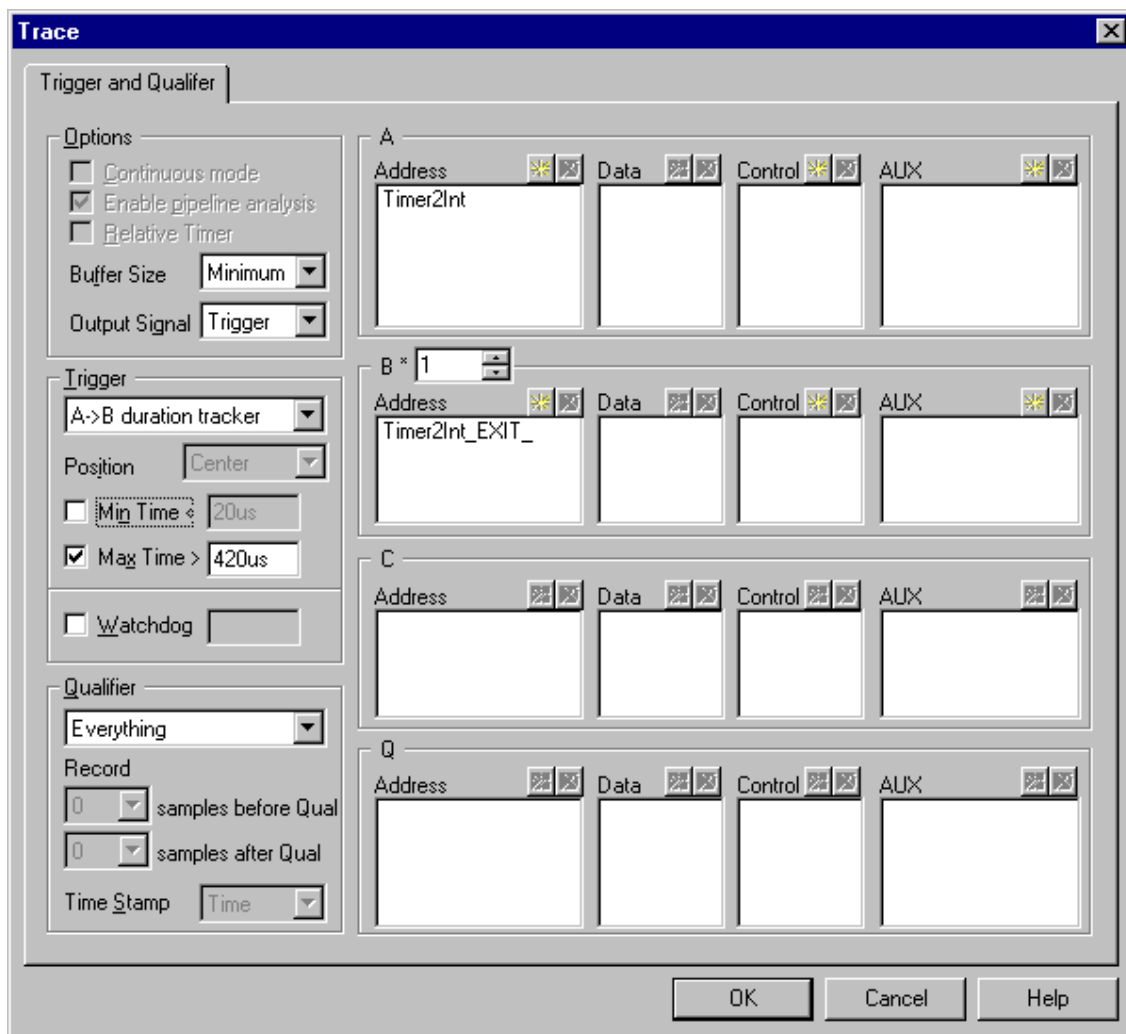 Trace
Trigger and Qualifer
Options
Continuous mode
Enable pipeline analysis
Relative Timer
Buffer Size Minimum
Output Signal Trigger
Trigger
A->B duration tracker
Position Center
Min Time < 20us
Max Time > 420us
Watchdog
Qualifier
Everything
Record
0 samples before Qual
0 samples after Qual
Time Stamp Time
A
Address Data Control AUX
Timer2Int
B * 1
Address Data Control AUX
Timer2Int_EXIT_
C
Address Data Control AUX
Q
Address Data Control AUX
OK Cancel Help